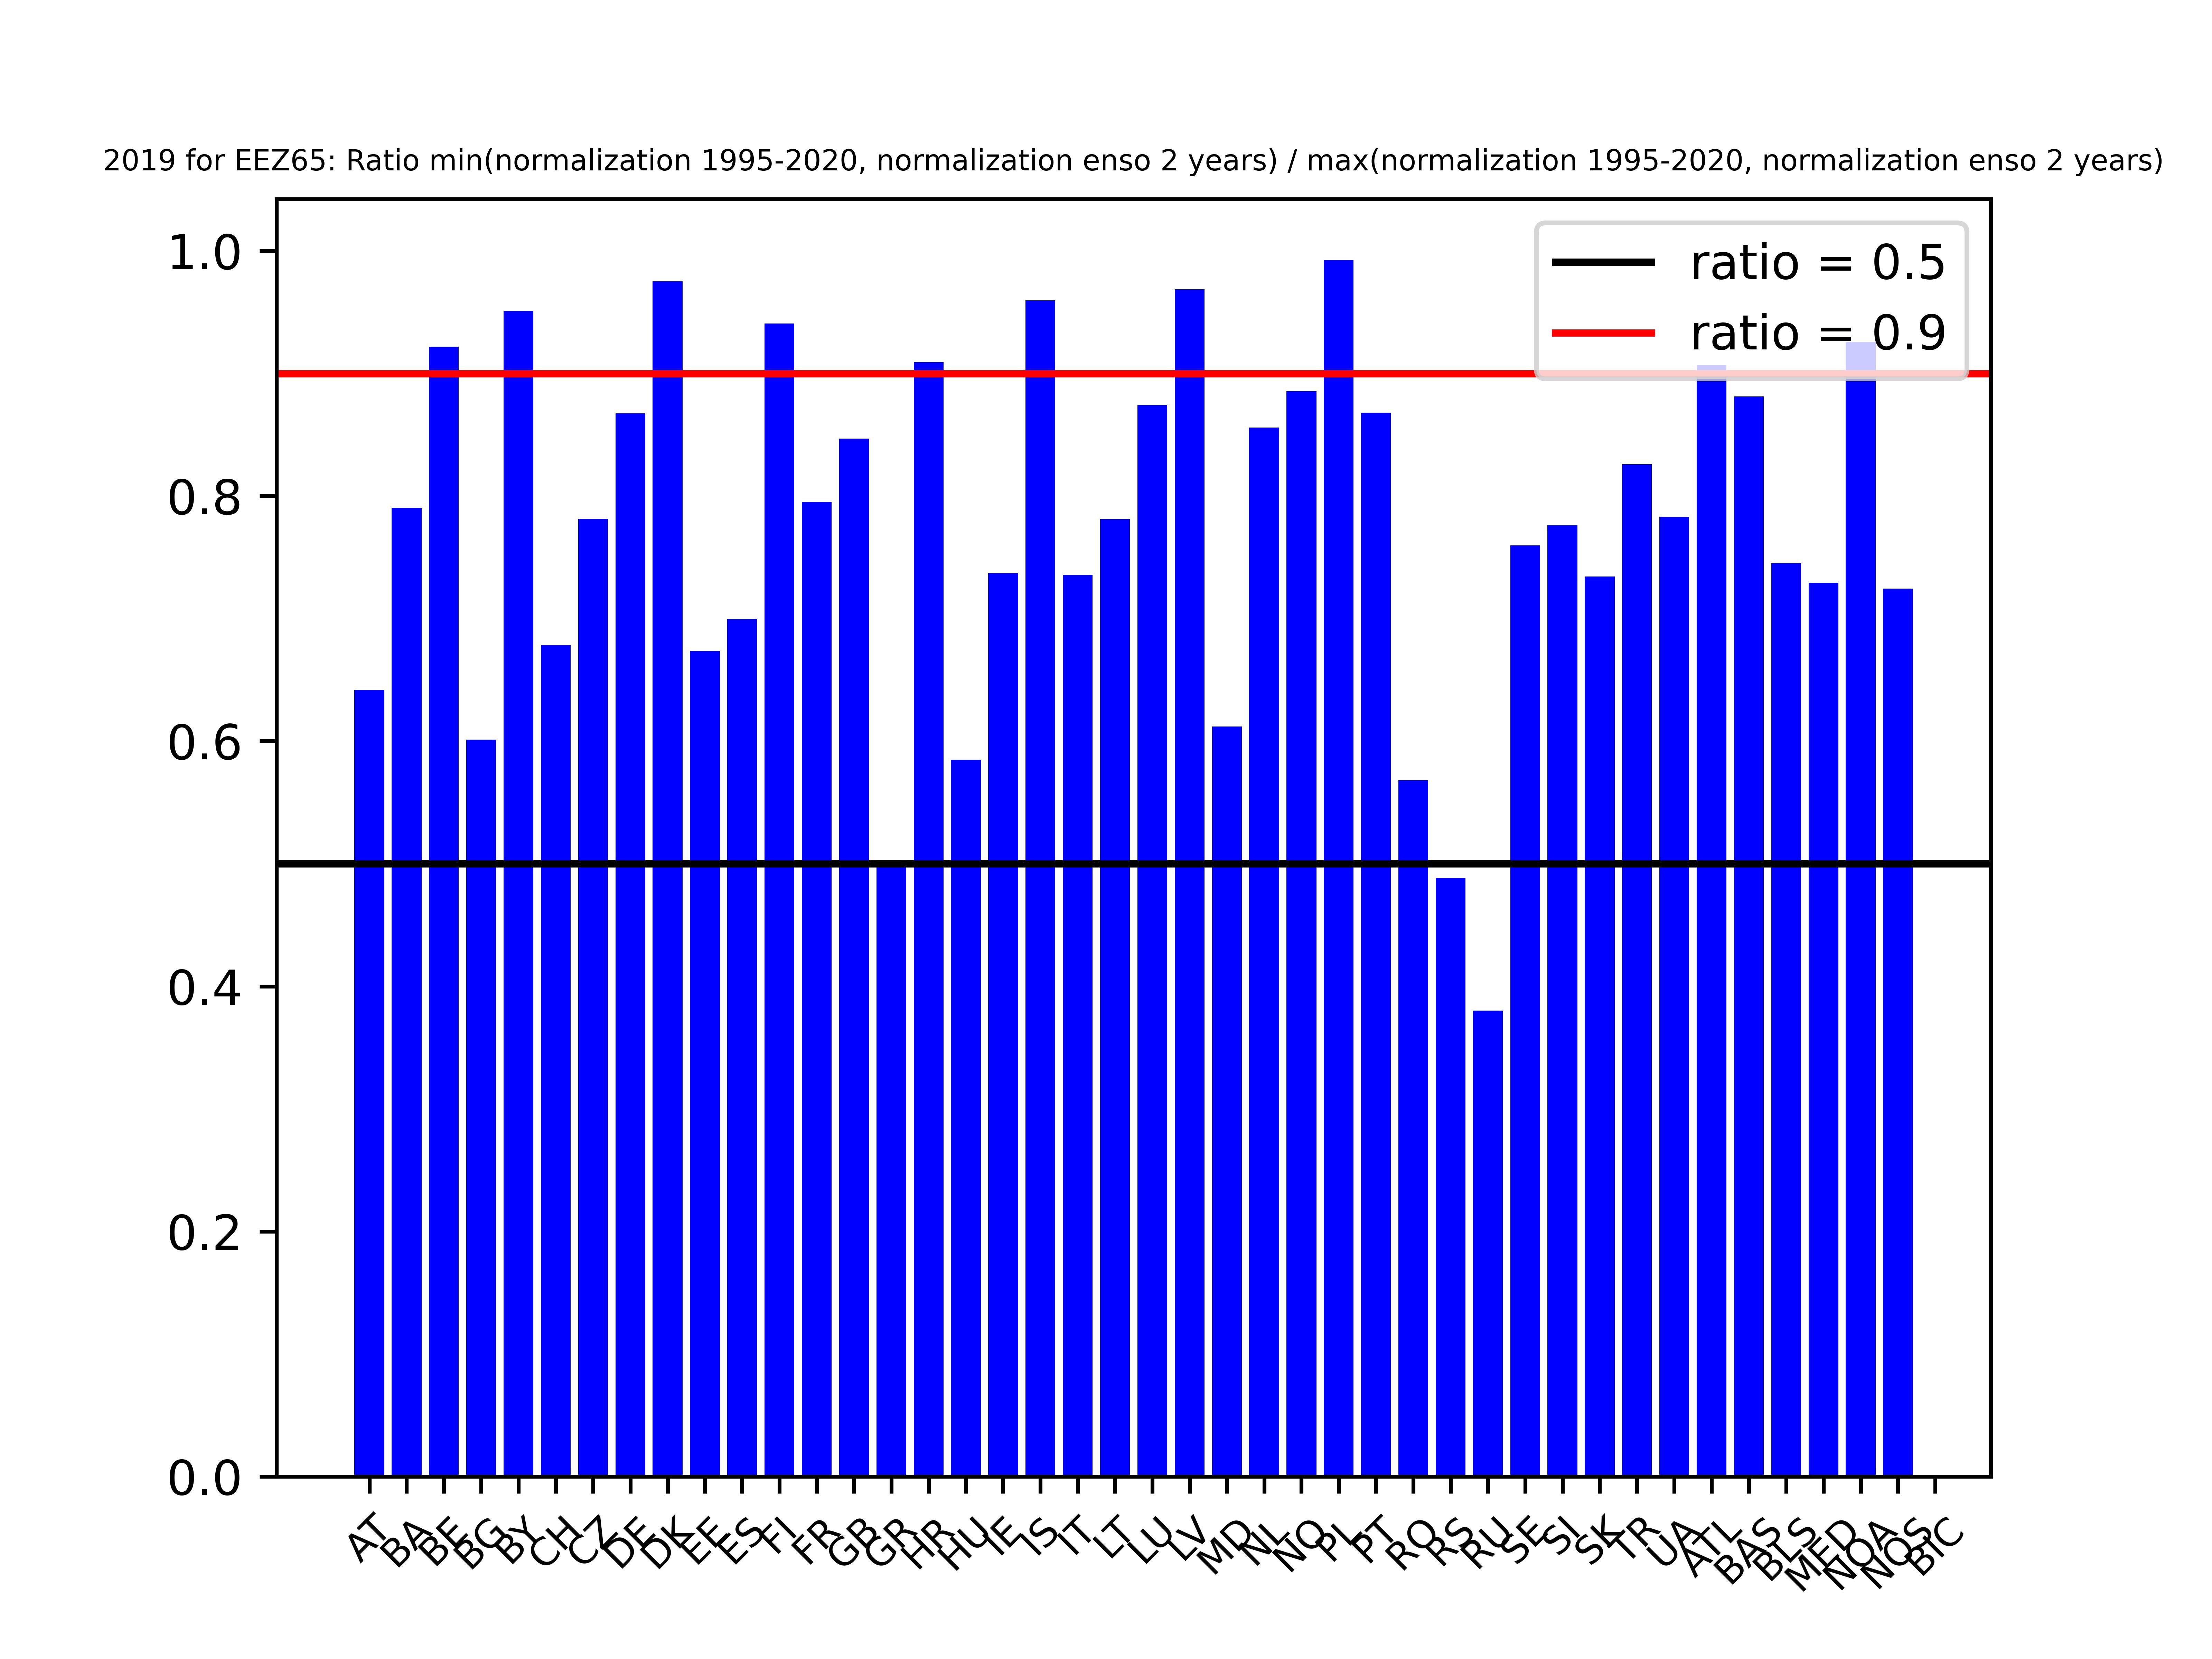 2019 for EEZ65: Ratio min(normalization 1995-2020, normalization enso 2 years) / max(normalization 1995-2020, normalization enso 2 years)
ratio = 0.5
ratio = 0.9
1.0
0.8
0.6
0.4
0.2
0.0
AT BA BE BG BY CH CZ DE DK EE ES FI FR GB GR HR HU IE IS IT LT LU LV MD NL NO PL PT RO RS RU SE SI SK TR UA ATL BAS BLS MED NOA NOS BIC